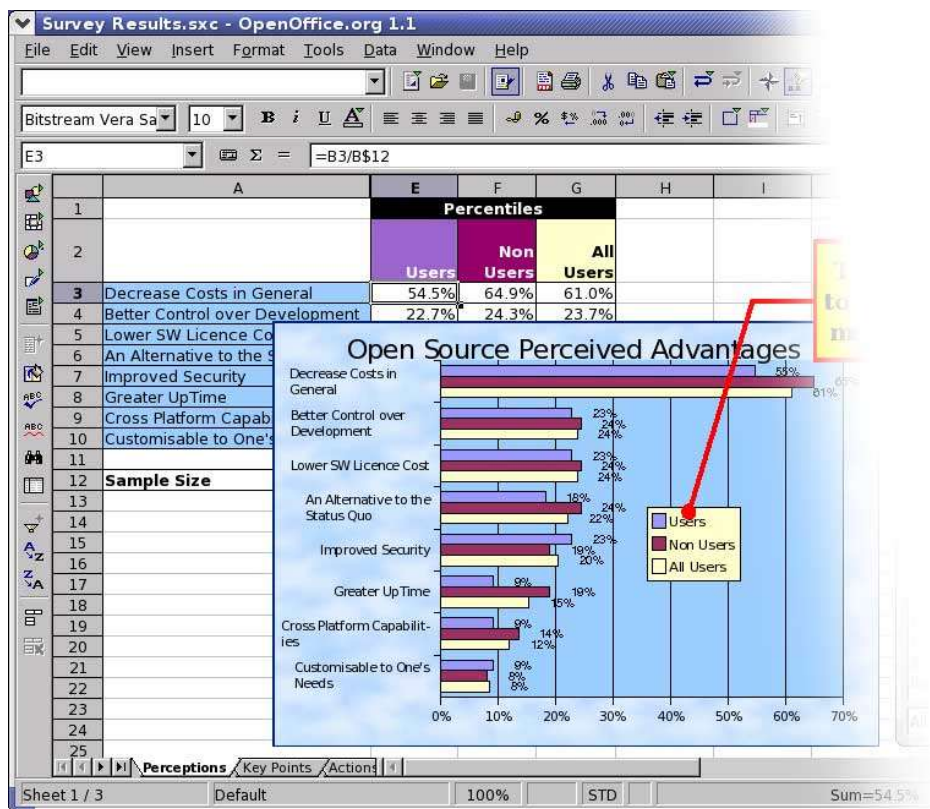 Survey Results.sxc - OpenOffice.org 1.1
File Edit View Insert Format Tools Data Window Help
Bitstream Vera Sa 10 B i U A
E3 Σ = =B3/B$12
A E F G H I
1 Percentiles
2 Users Non Users All Users
3 Decrease Costs in General 54.5% 64.9% 61.0%
4 Better Control over Development 22.7% 24.3% 23.7%
5 Lower SW Licence Co
6 An Alternative to the S
7 Improved Security
8 Greater UpTime
9 Cross Platform Capab
10 Customisable to One's
11
12 Sample Size
13
14
15
16
17
18
19
20
21
22
23
24
25
Open Source Perceived Advantages
Decrease Costs in General 55% 65% 61%
Better Control over Development 23% 24% 24%
Lower SW Licence Cost 23% 24% 24%
An Alternative to the Status Quo 18% 24% 22%
Improved Security 23% 19% 20%
Greater UpTime 9% 19% 15%
Cross Platform Capabilit-
ies 9% 14% 12%
Customisable to One's Needs 9% 8% 8%
Users
Non Users
All Users
0% 10% 20% 30% 40% 50% 60% 70%
Perceptions Key Points Actions
Sheet 1 / 3 Default 100% STD Sum=54.5%